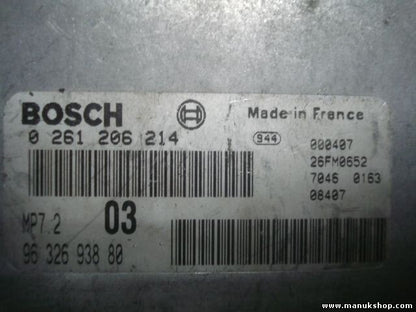 BOSCH
Made in France
0 261 206 214
944
000407
26FM0652
7046 0163
08407
MP7.2 03
96 326 938 80
www.manukshop.com